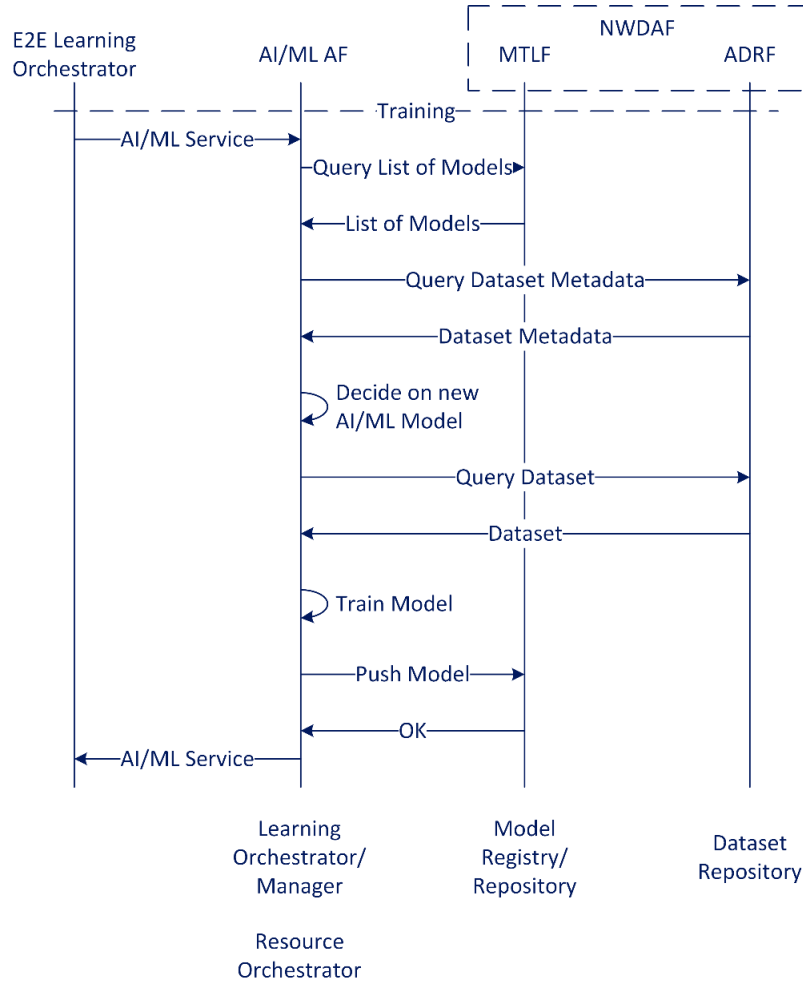 NWDAF
E2E Learning
Orchestrator
AI/ML AF
MTLF
ADRF
Training
AI/ML Service
Query List of Models
List of Models
Query Dataset Metadata
Dataset Metadata
Decide on new
AI/ML Model
Query Dataset
Dataset
Train Model
Push Model
OK
AI/ML Service
Learning
Orchestrator/
Manager
Model
Registry/
Repository
Dataset
Repository
Resource
Orchestrator